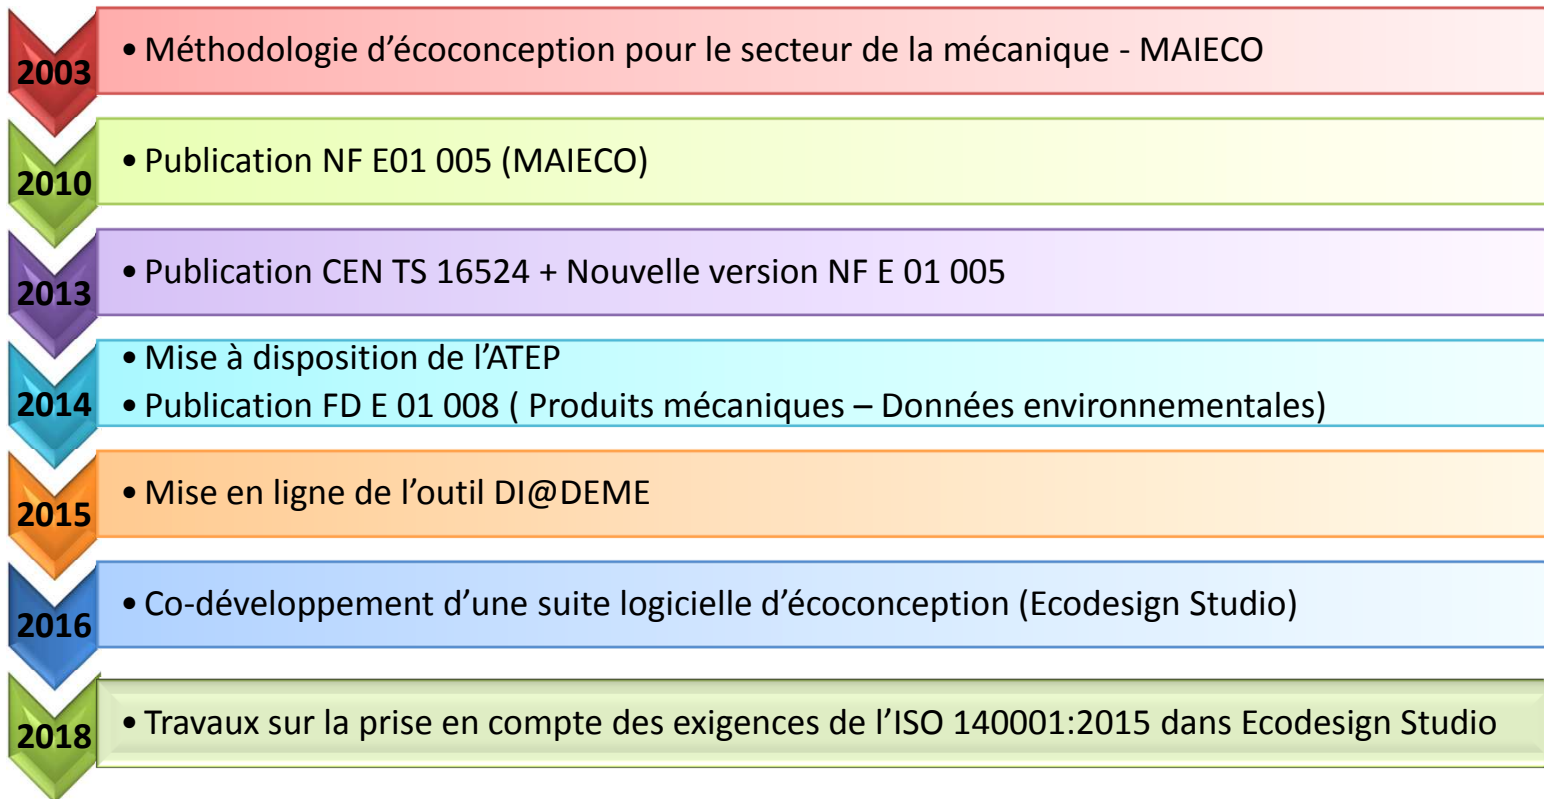 2003
• Méthodologie d’écoconception pour le secteur de la mécanique - MAIECO
2010
• Publication NF E01 005 (MAIECO)
2013
• Publication CEN TS 16524 + Nouvelle version NF E 01 005
2014
• Mise à disposition de l’ATEP
• Publication FD E 01 008 ( Produits mécaniques – Données environnementales)
2015
• Mise en ligne de l’outil DI@DEME
2016
• Co-développement d’une suite logicielle d’écoconception (Ecodesign Studio)
2018
• Travaux sur la prise en compte des exigences de l’ISO 140001:2015 dans Ecodesign Studio